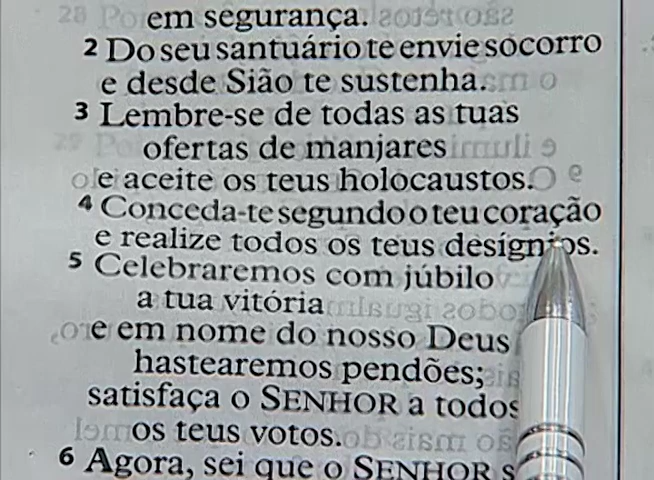 em segurança.
2 Do seu santuário te envie socorro
e desde Sião te sustenha.
3 Lembre-se de todas as tuas
ofertas de manjares
e aceite os teus holocaustos.
4 Conceda-te segundo o teu coração
e realize todos os teus desígnios.
5 Celebraremos com júbilo
a tua vitória
e em nome do nosso Deus
hastearemos pendões;
satisfaça o SENHOR a todos
os teus votos.
6 Agora, sei que o SENHOR s